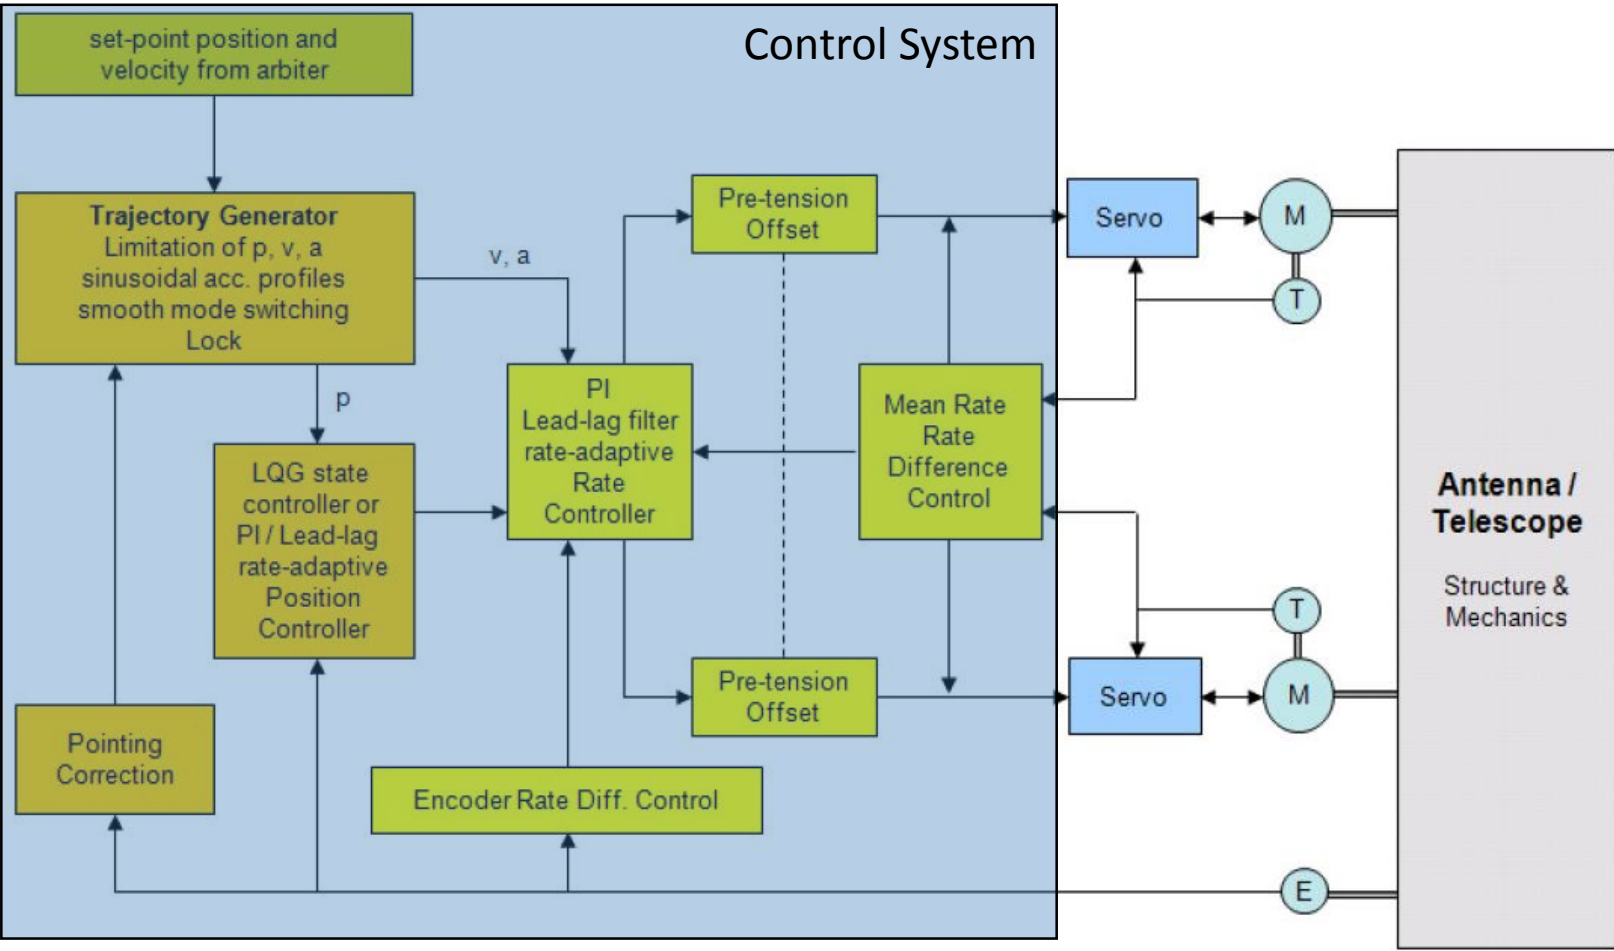 Control System
set-point position and
velocity from arbiter
Trajectory Generator
Limitation of p, v, a
sinusoidal acc. profiles
smooth mode switching
Lock
v, a
p
LQG state
controller or
PI / Lead-lag
rate-adaptive
Position
Controller
Pointing
Correction
PI
Lead-lag filter
rate-adaptive
Rate
Controller
Encoder Rate Diff. Control
Pre-tension
Offset
Pre-tension
Offset
Mean Rate
Rate
Difference
Control
Servo
M
T
T
Servo
M
E
Antenna /
Telescope
Structure &
Mechanics